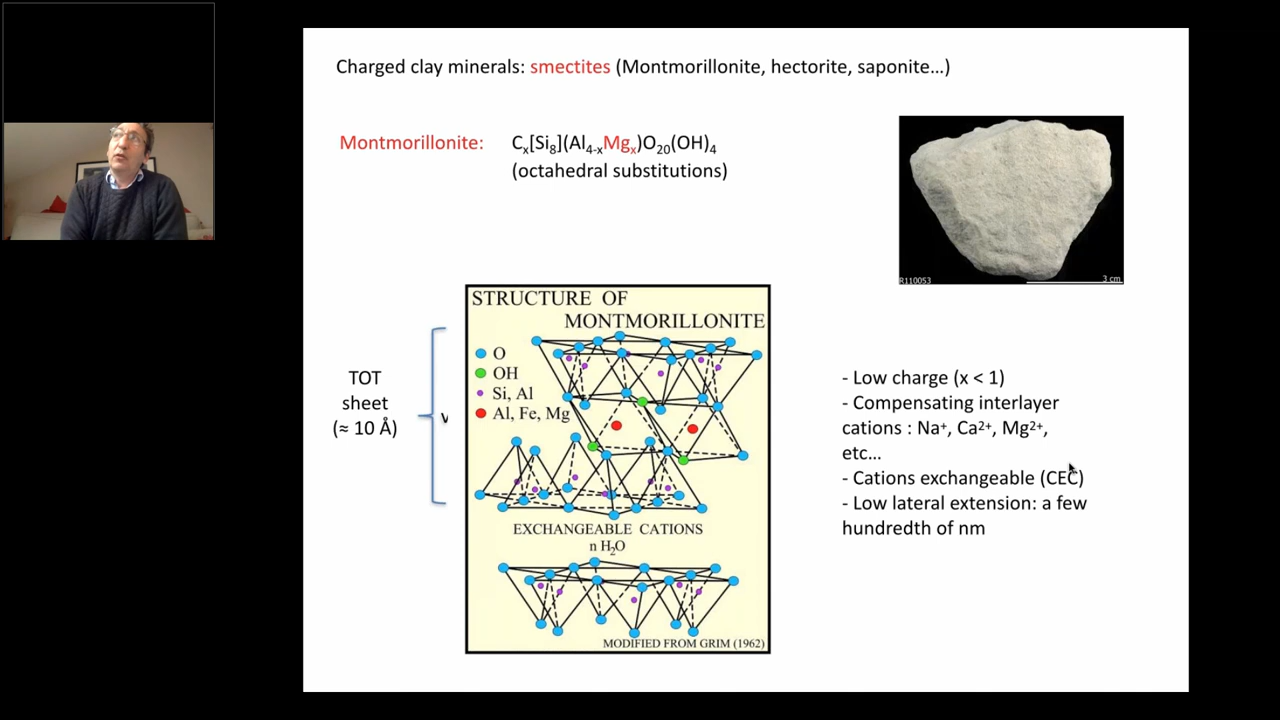 Charged clay minerals: smectites (Montmorillonite, hectorite, saponite…)
Montmorillonite: Cₓ[Si₈](Al₄₋ₓMgₓ)O₂₀(OH)₄
(octahedral substitutions)
R110053
3 cm
STRUCTURE OF
MONTMORILLONITE
O
OH
Si, Al
Al, Fe, Mg
TOT
sheet
(≈ 10 Å)
EXCHANGEABLE CATIONS
n H₂O
MODIFIED FROM GRIM (1962)
- Low charge (x < 1)
- Compensating interlayer
cations : Na⁺, Ca²⁺, Mg²⁺,
etc…
- Cations exchangeable (CEC)
- Low lateral extension: a few
hundredth of nm